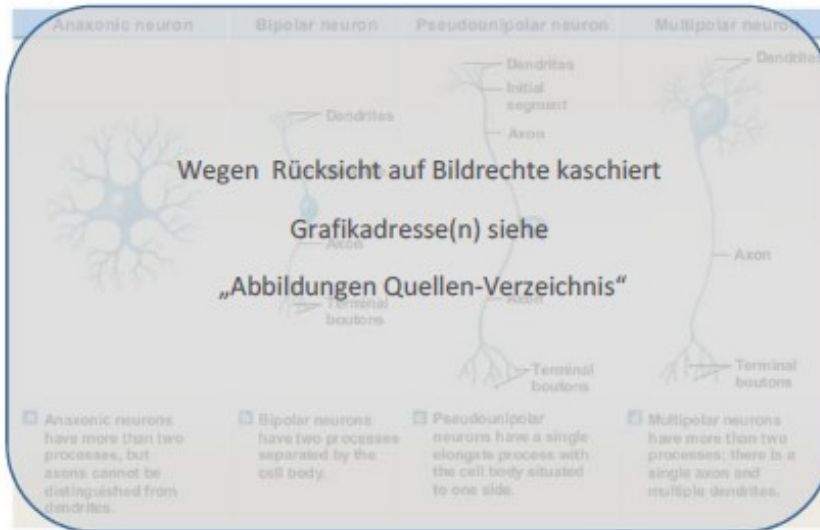 Anaxonic neuron
Bipolar neuron
Pseudounipolar neuron
Multipolar neuron
Dendrites
Initial
segment
Axon
Dendrites
Axon
Terminal
boutons
Dendrites
Axon
Axon
Terminal
boutons
Terminal
boutons
Wegen Rücksicht auf Bildrechte kaschiert
Grafikadresse(n) siehe
„Abbildungen Quellen-Verzeichnis“
Anaxonic neurons
have more than two
processes, but
axons cannot be
distinguished from
dendrites.
Bipolar neurons
have two processes
separated by the
cell body.
Pseudounipolar
neurons have a single
elongate process with
the cell body situated
to one side.
Multipolar neurons
have more than two
processes; there is a
single axon and
multiple dendrites.